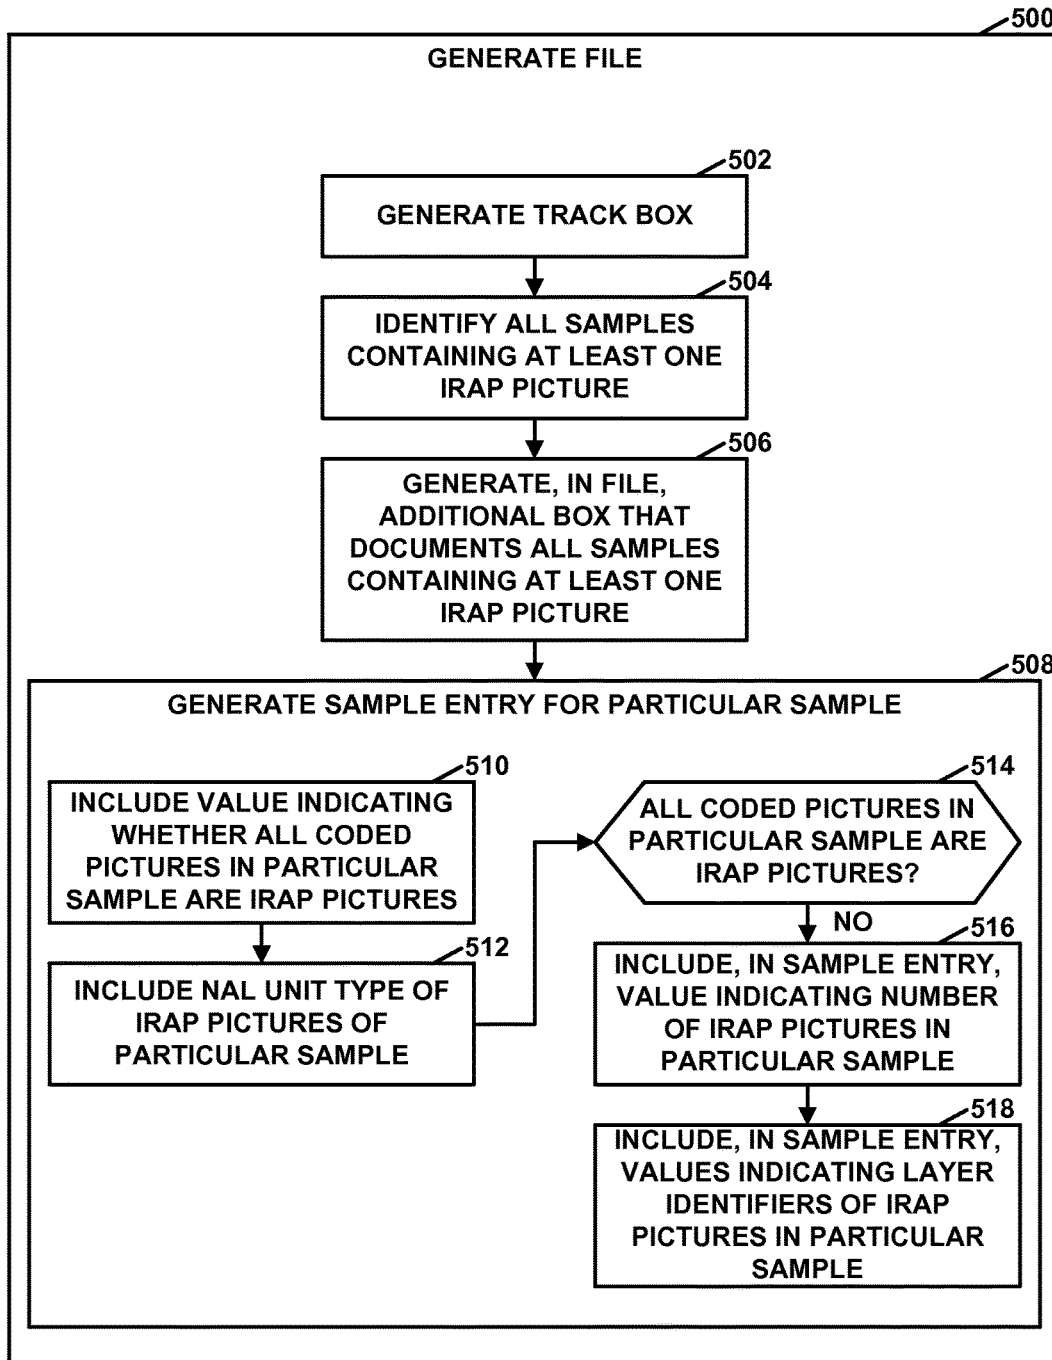 500
GENERATE FILE
502
GENERATE TRACK BOX
504
IDENTIFY ALL SAMPLES
CONTAINING AT LEAST ONE
IRAP PICTURE
506
GENERATE, IN FILE,
ADDITIONAL BOX THAT
DOCUMENTS ALL SAMPLES
CONTAINING AT LEAST ONE
IRAP PICTURE
508
GENERATE SAMPLE ENTRY FOR PARTICULAR SAMPLE
510
INCLUDE VALUE INDICATING
WHETHER ALL CODED
PICTURES IN PARTICULAR
SAMPLE ARE IRAP PICTURES
512
INCLUDE NAL UNIT TYPE OF
IRAP PICTURES OF
PARTICULAR SAMPLE
514
ALL CODED PICTURES IN
PARTICULAR SAMPLE ARE
IRAP PICTURES?
NO
516
INCLUDE, IN SAMPLE ENTRY,
VALUE INDICATING NUMBER
OF IRAP PICTURES IN
PARTICULAR SAMPLE
518
INCLUDE, IN SAMPLE ENTRY,
VALUES INDICATING LAYER
IDENTIFIERS OF IRAP
PICTURES IN PARTICULAR
SAMPLE